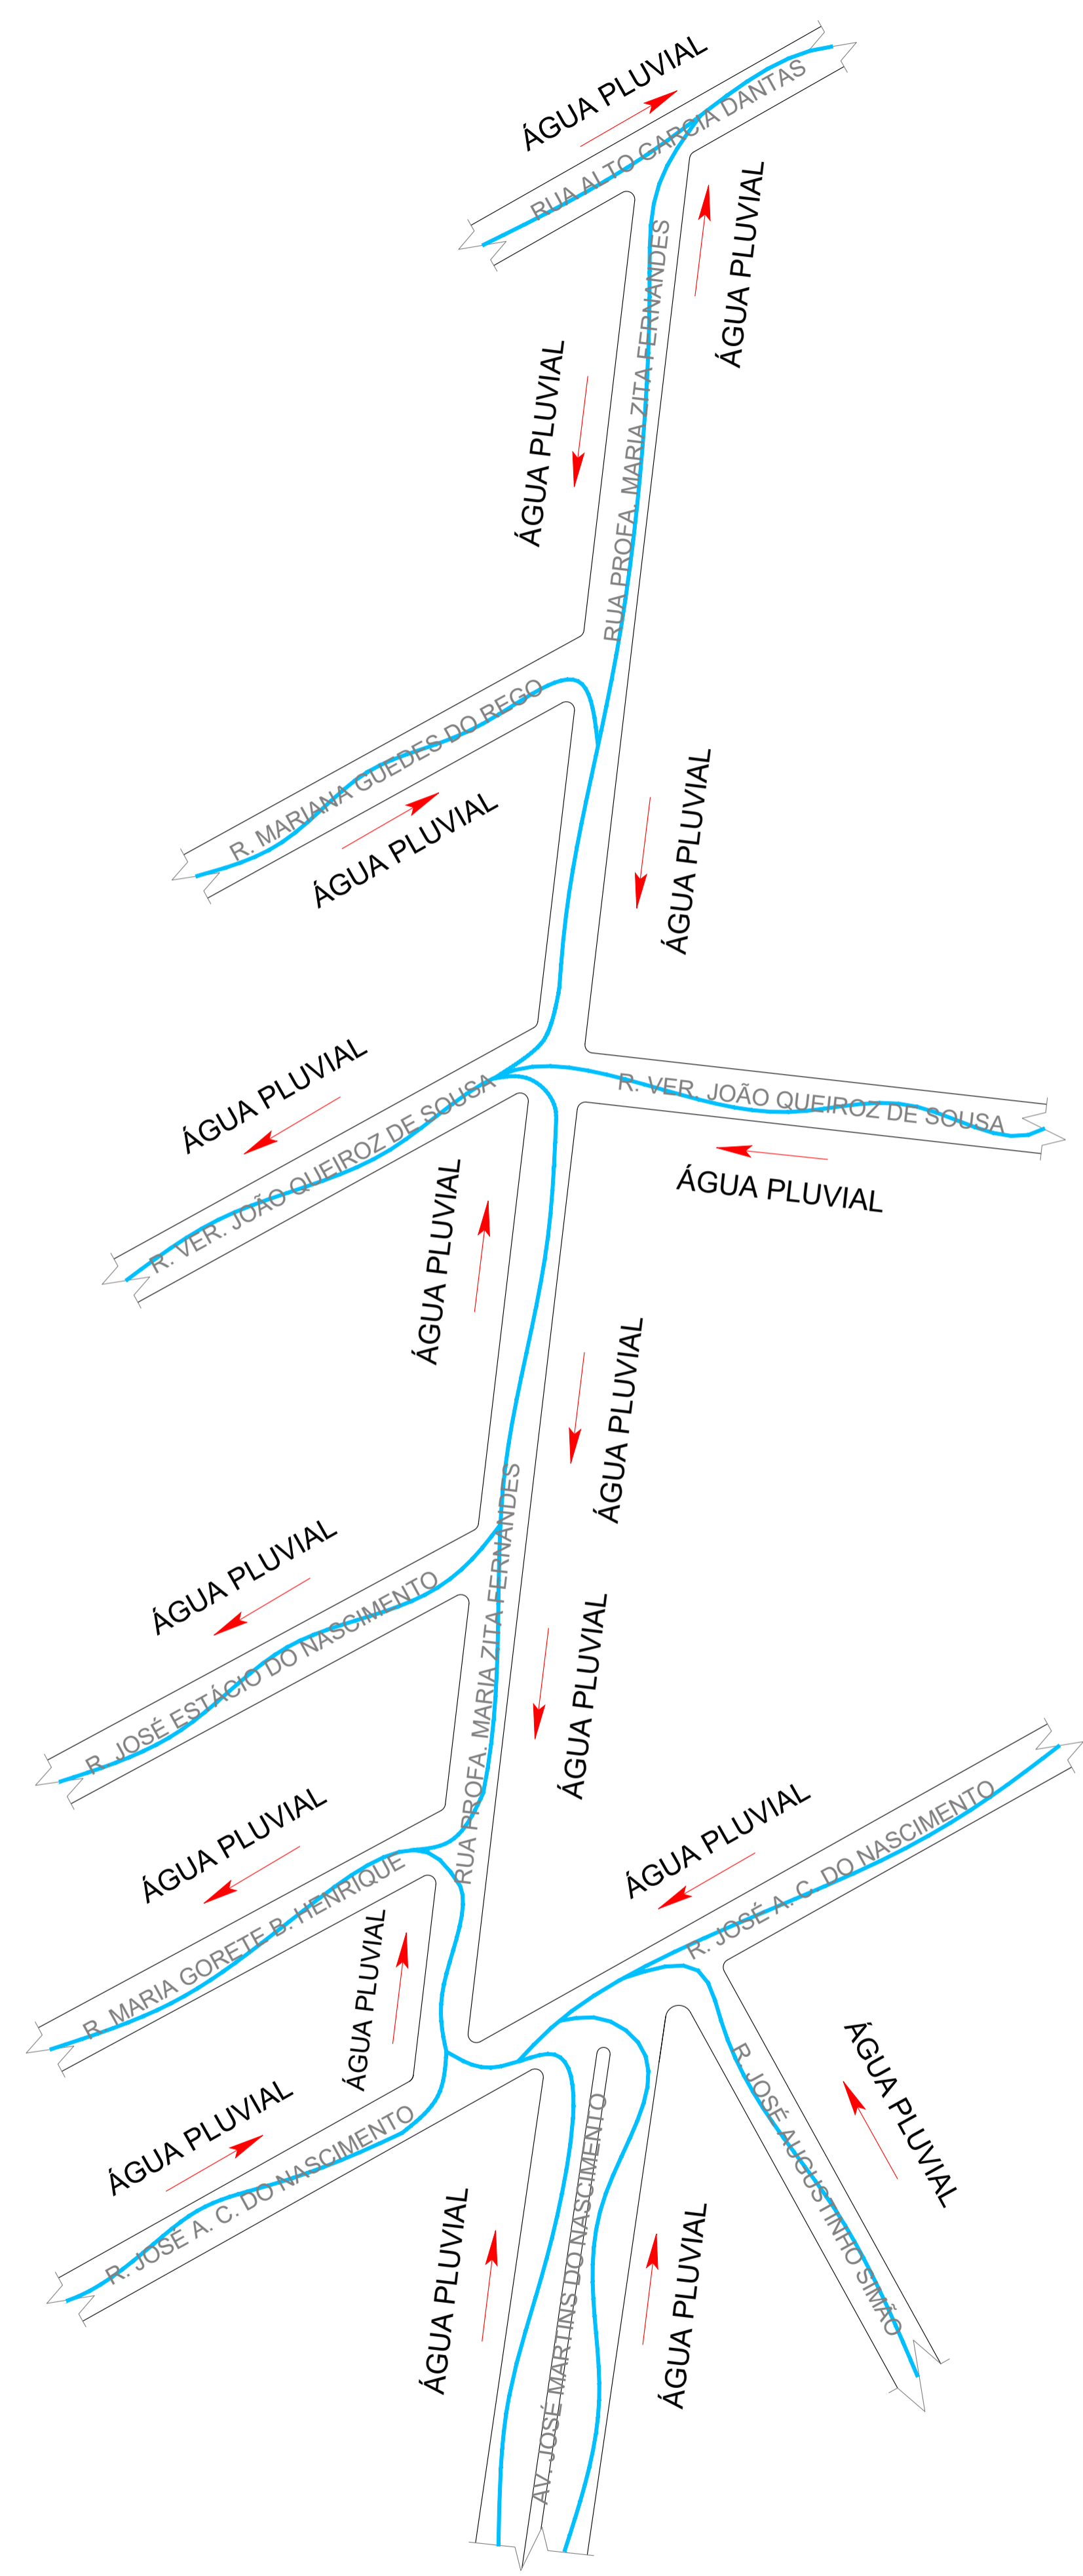 ÁGUA PLUVIAL
RUA ALTO GARCIA DANTAS
ÁGUA PLUVIAL
RUA PROFA. MARIA ZITA FERNANDES
ÁGUA PLUVIAL
R. MARIANA GUEDES DO REGO
ÁGUA PLUVIAL
ÁGUA PLUVIAL
ÁGUA PLUVIAL
R. VER. JOÃO QUEIROZ DE SOUSA
R. VER. JOÃO QUEIROZ DE SOUSA
ÁGUA PLUVIAL
ÁGUA PLUVIAL
ÁGUA PLUVIAL
RUA PROFA. MARIA ZITA FERNANDES
ÁGUA PLUVIAL
R. JOSÉ ESTÁCIO DO NASCIMENTO
ÁGUA PLUVIAL
ÁGUA PLUVIAL
R. MARIA GORETE B. HENRIQUE
ÁGUA PLUVIAL
R. JOSÉ A. C. DO NASCIMENTO
ÁGUA PLUVIAL
ÁGUA PLUVIAL
R. JOSÉ AUGUSTINHO SIMÃO
ÁGUA PLUVIAL
R. JOSÉ A. C. DO NASCIMENTO
ÁGUA PLUVIAL
AV. JOSÉ MARTINS DO NASCIMENTO
ÁGUA PLUVIAL